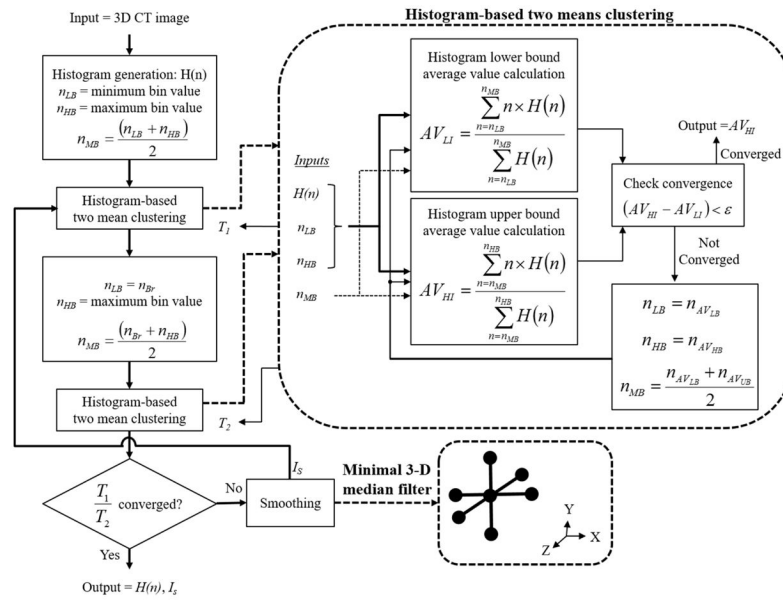 Input = 3D CT image
Histogram generation: H(n)
n_LB = minimum bin value
n_HB = maximum bin value
n_MB = (n_LB + n_HB) / 2
Histogram-based
two mean clustering
T_1
n_LB = n_Br
n_HB = maximum bin value
n_MB = (n_Br + n_HB) / 2
Histogram-based
two mean clustering
T_2
T_1 / T_2 converged?
No
Yes
Output = H(n), I_s
Smoothing
I_S
Histogram-based two means clustering
Inputs
H(n)
n_LB
n_HB
n_MB
Histogram lower bound
average value calculation
AV_LI = ∑_{n=n_LB}^{n_MB} n × H(n) / ∑_{n=n_LB}^{n_MB} H(n)
Histogram upper bound
average value calculation
AV_HI = ∑_{n=n_MB}^{n_HB} n × H(n) / ∑_{n=n_MB}^{n_HB} H(n)
Output = AV_HI
Converged
Check convergence
(AV_HI − AV_LI) < ε
Not
Converged
n_LB = n_AV_LB
n_HB = n_AV_HB
n_MB = (n_AV_LB + n_AV_UB) / 2
Minimal 3-D
median filter
Y
X
Z